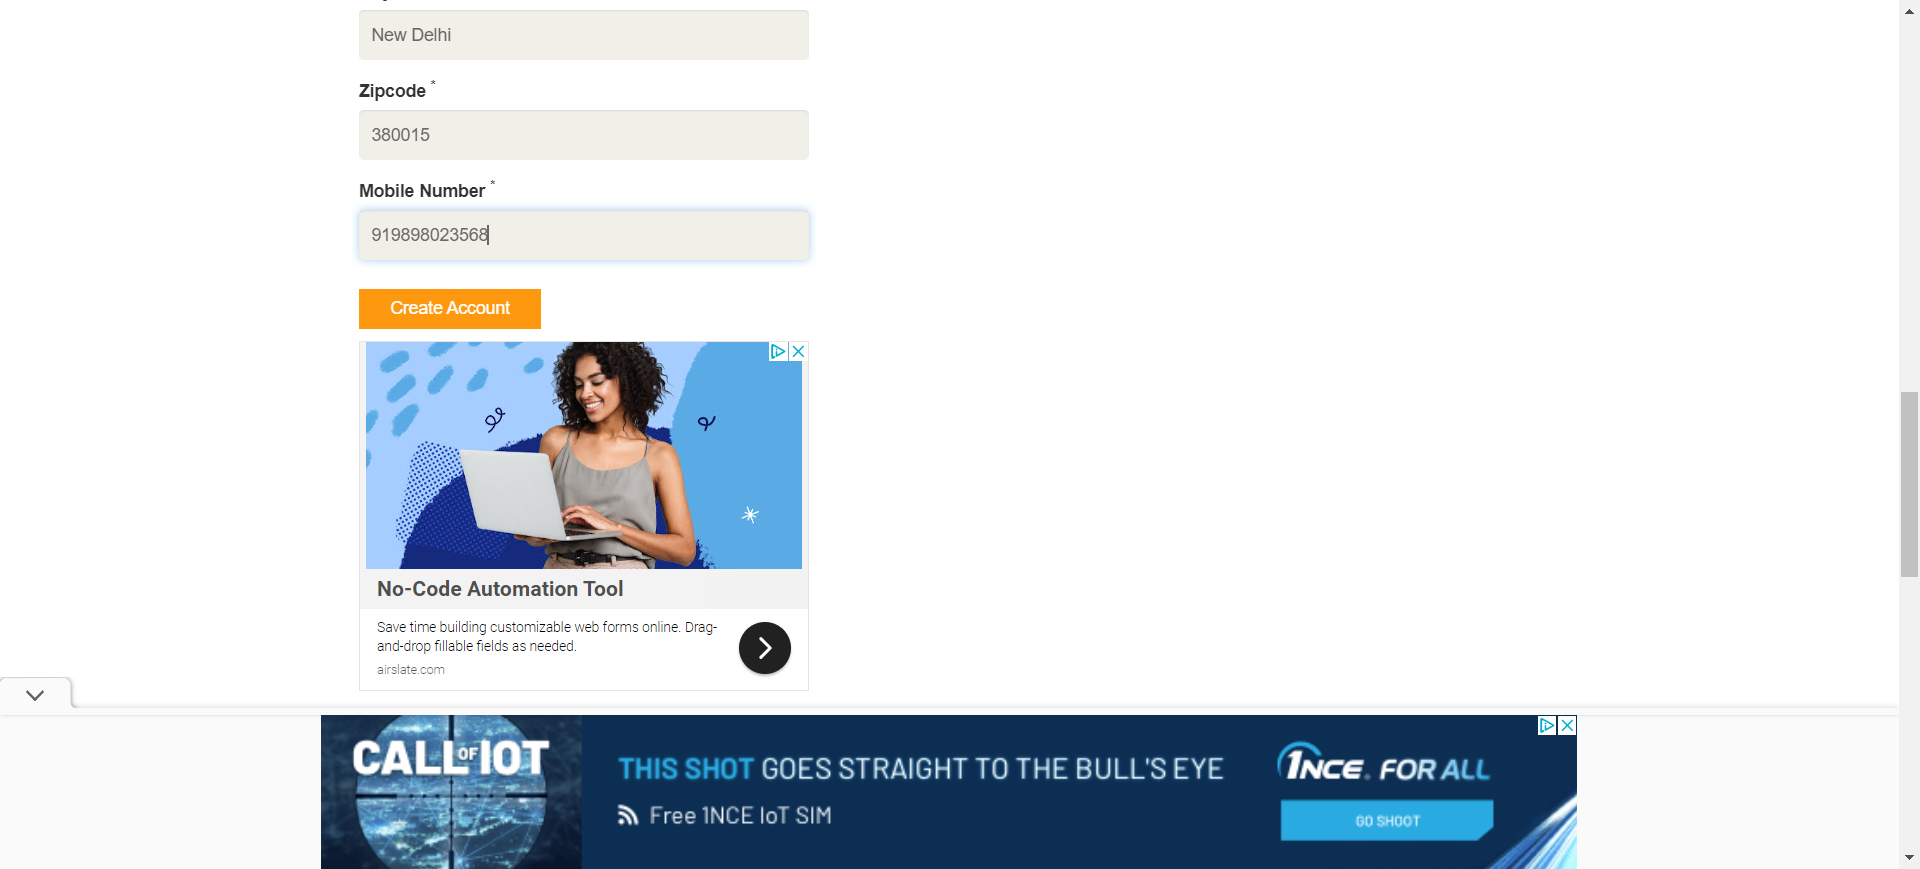 New Delhi
Zipcode *
380015
Mobile Number *
919898023568
Create Account
No-Code Automation Tool
Save time building customizable web forms online. Drag-
and-drop fillable fields as needed.
airslate.com
CALL OF IOT
THIS SHOT GOES STRAIGHT TO THE BULL'S EYE
Free 1NCE IoT SIM
1NCE. FOR ALL
GO SHOOT